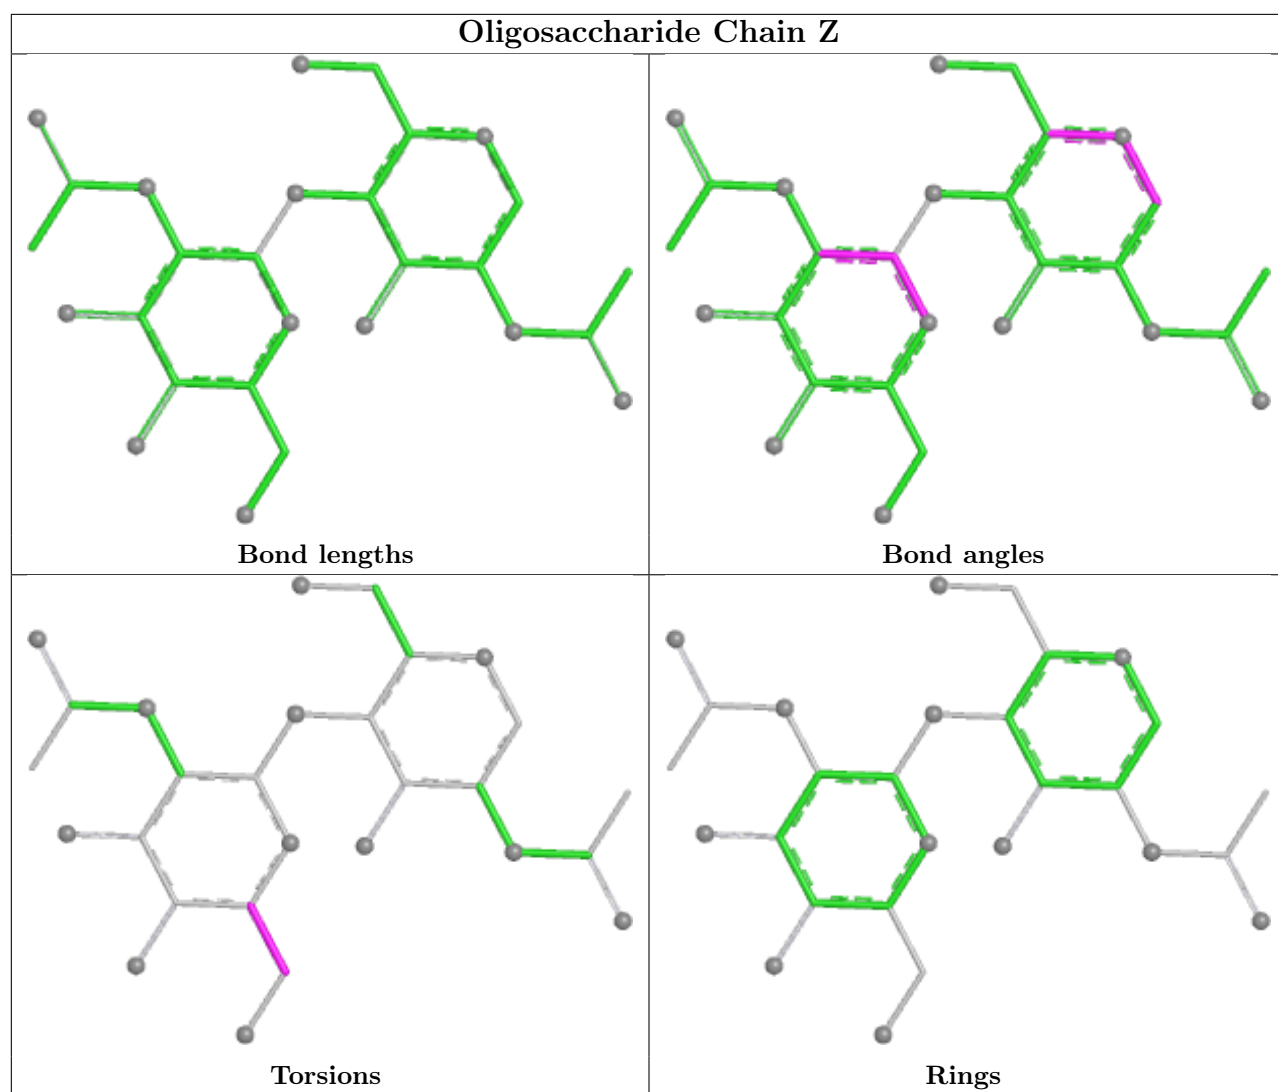 Oligosaccharide Chain Z
Bond lengths
Bond angles
Torsions
Rings